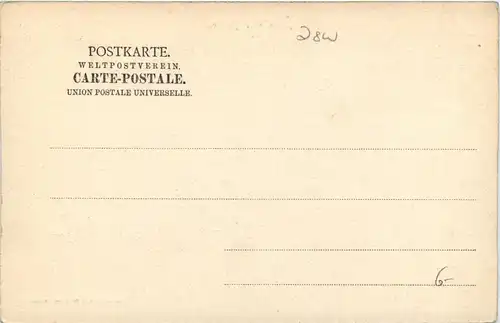 28W
POSTKARTE.
WELTPOSTVEREIN.
CARTE-POSTALE.
UNION POSTALE UNIVERSELLE.
6-